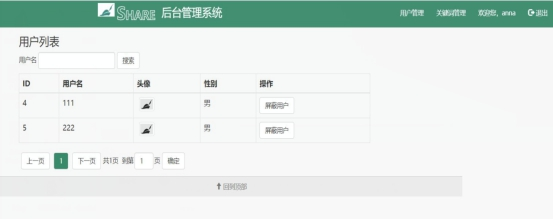 SHARE 后台管理系统 用户管理 关键词管理 欢迎您，anna 退出
用户列表
用户名 搜索
ID 用户名 头像 性别 操作
4 111 男 屏蔽用户
5 222 男 屏蔽用户
上一页 1 下一页 共1页 到第 1 页 确定
回到顶部